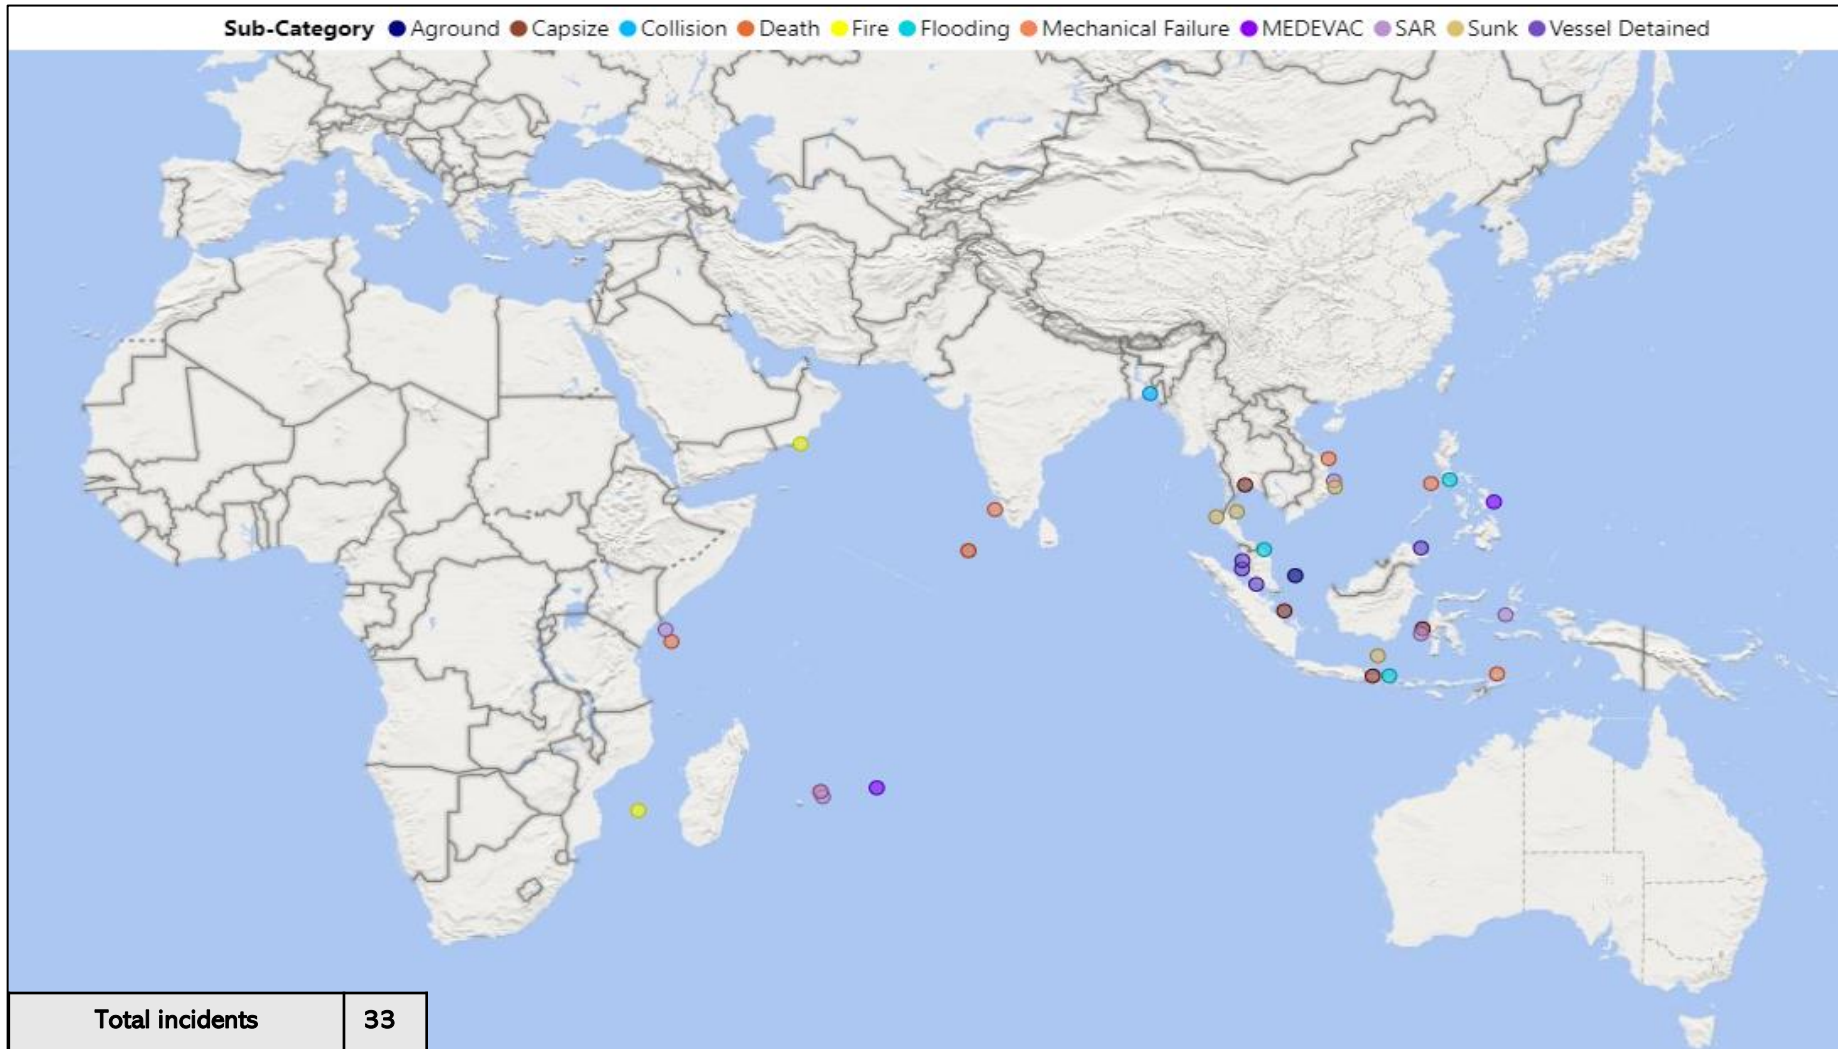 Sub-Category Aground Capsize Collision Death Fire Flooding Mechanical Failure MEDEVAC SAR Sunk Vessel Detained
Total incidents 33